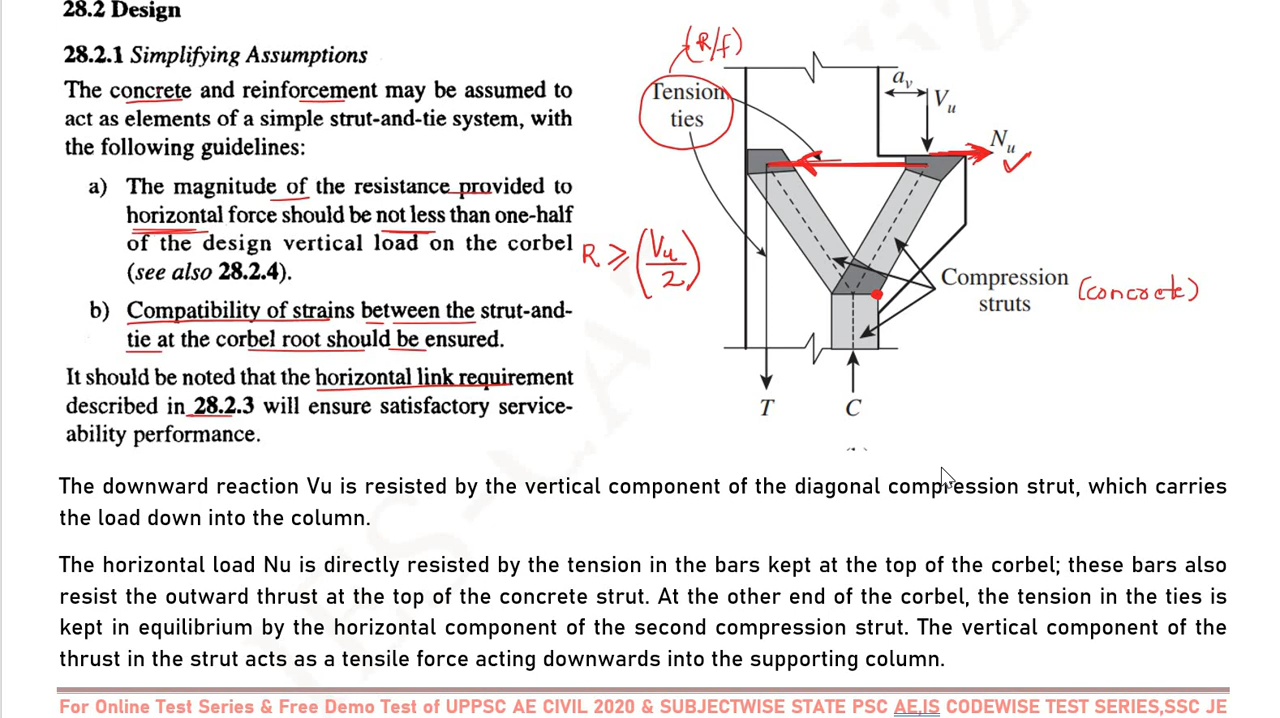 28.2 Design
28.2.1 Simplifying Assumptions
The concrete and reinforcement may be assumed to
act as elements of a simple strut-and-tie system, with
the following guidelines:
a) The magnitude of the resistance provided to
horizontal force should be not less than one-half
of the design vertical load on the corbel
(see also 28.2.4).
b) Compatibility of strains between the strut-and-
tie at the corbel root should be ensured.
It should be noted that the horizontal link requirement
described in 28.2.3 will ensure satisfactory service-
ability performance.
(R/f)
Tension
ties
av
Vu
Nu
R ≥ (Vu/2)
Compression
struts
(concrete)
T
C
The downward reaction Vu is resisted by the vertical component of the diagonal compression strut, which carries
the load down into the column.
The horizontal load Nu is directly resisted by the tension in the bars kept at the top of the corbel; these bars also
resist the outward thrust at the top of the concrete strut. At the other end of the corbel, the tension in the ties is
kept in equilibrium by the horizontal component of the second compression strut. The vertical component of the
thrust in the strut acts as a tensile force acting downwards into the supporting column.
For Online Test Series & Free Demo Test of UPPSC AE CIVIL 2020 & SUBJECTWISE STATE PSC AE,IS CODEWISE TEST SERIES,SSC JE